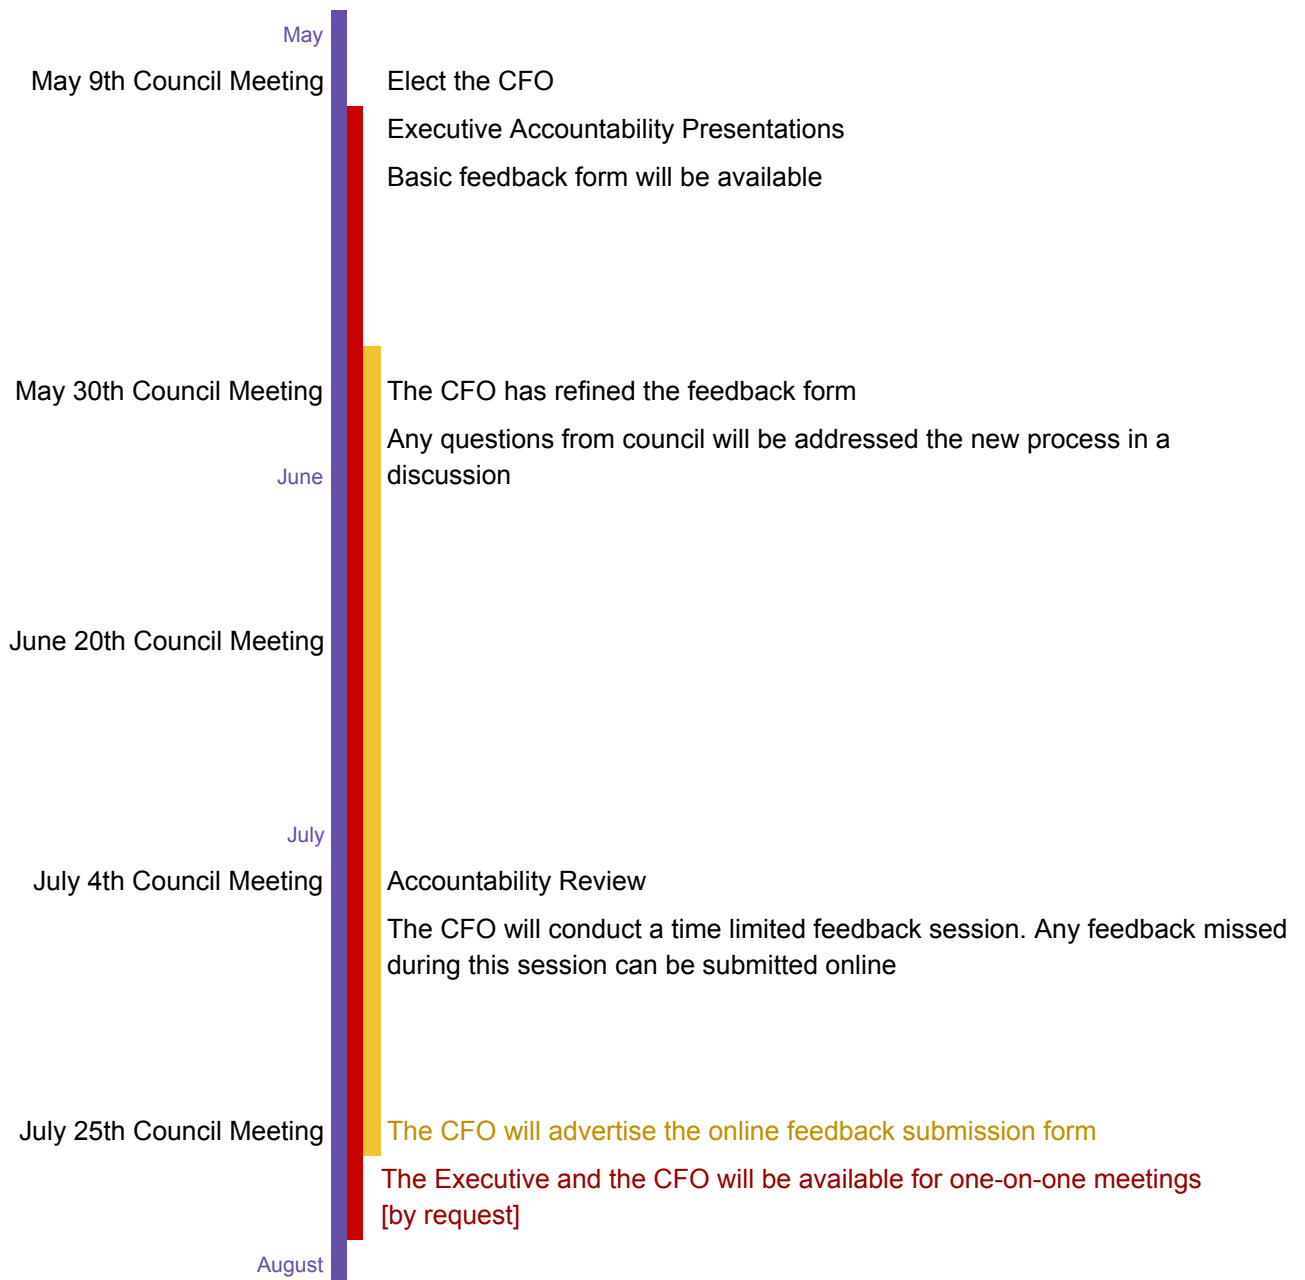 May
May 9th Council Meeting
Elect the CFO
Executive Accountability Presentations
Basic feedback form will be available
May 30th Council Meeting
The CFO has refined the feedback form
Any questions from council will be addressed the new process in a
discussion
June
June 20th Council Meeting
July
July 4th Council Meeting
Accountability Review
The CFO will conduct a time limited feedback session. Any feedback missed
during this session can be submitted online
July 25th Council Meeting
The CFO will advertise the online feedback submission form
The Executive and the CFO will be available for one-on-one meetings
[by request]
August